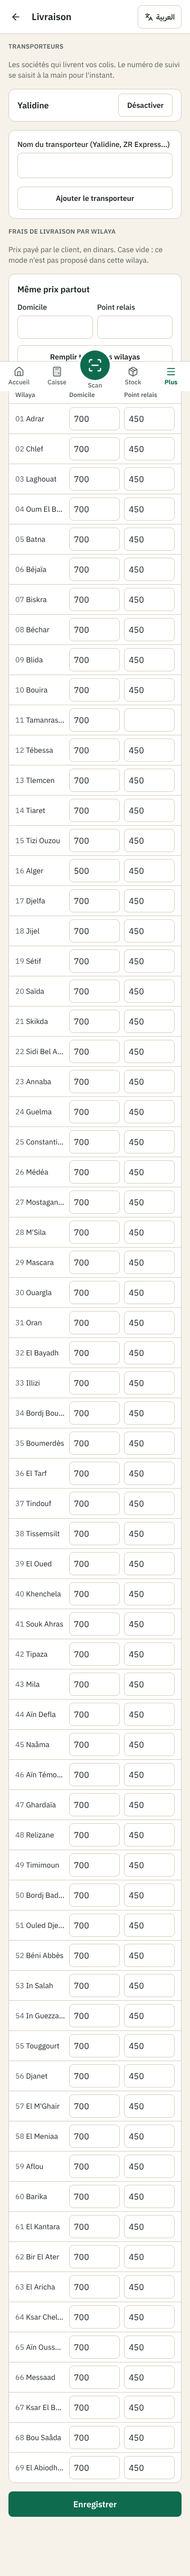 Livraison
العربية
TRANSPORTEURS
Les sociétés qui livrent vos colis. Le numéro de suivi
se saisit à la main pour l'instant.
Yalidine
Désactiver
Nom du transporteur (Yalidine, ZR Express…)
Ajouter le transporteur
FRAIS DE LIVRAISON PAR WILAYA
Prix payé par le client, en dinars. Case vide : ce
mode n'est pas proposé dans cette wilaya.
Même prix partout
Domicile Point relais
Accueil Caisse Scan Stock Plus
Wilaya Domicile Point relais
01 Adrar 700 450
02 Chlef 700 450
03 Laghouat 700 450
04 Oum El B… 700 450
05 Batna 700 450
06 Béjaïa 700 450
07 Biskra 700 450
08 Béchar 700 450
09 Blida 700 450
10 Bouira 700 450
11 Tamanras… 700
12 Tébessa 700 450
13 Tlemcen 700 450
14 Tiaret 700 450
15 Tizi Ouzou 700 450
16 Alger 500 450
17 Djelfa 700 450
18 Jijel 700 450
19 Sétif 700 450
20 Saïda 700 450
21 Skikda 700 450
22 Sidi Bel A… 700 450
23 Annaba 700 450
24 Guelma 700 450
25 Constanti… 700 450
26 Médéa 700 450
27 Mostagan… 700 450
28 M'Sila 700 450
29 Mascara 700 450
30 Ouargla 700 450
31 Oran 700 450
32 El Bayadh 700 450
33 Illizi 700 450
34 Bordj Bou… 700 450
35 Boumerdès 700 450
36 El Tarf 700 450
37 Tindouf 700 450
38 Tissemsilt 700 450
39 El Oued 700 450
40 Khenchela 700 450
41 Souk Ahras 700 450
42 Tipaza 700 450
43 Mila 700 450
44 Aïn Defla 700 450
45 Naâma 700 450
46 Aïn Témo… 700 450
47 Ghardaïa 700 450
48 Relizane 700 450
49 Timimoun 700 450
50 Bordj Bad… 700 450
51 Ouled Dje… 700 450
52 Béni Abbès 700 450
53 In Salah 700 450
54 In Guezza… 700 450
55 Touggourt 700 450
56 Djanet 700 450
57 El M'Ghair 700 450
58 El Meniaa 700 450
59 Aflou 700 450
60 Barika 700 450
61 El Kantara 700 450
62 Bir El Ater 700 450
63 El Aricha 700 450
64 Ksar Chel… 700 450
65 Aïn Ouss… 700 450
66 Messaad 700 450
67 Ksar El B… 700 450
68 Bou Saâda 700 450
69 El Abiodh… 700 450
Enregistrer